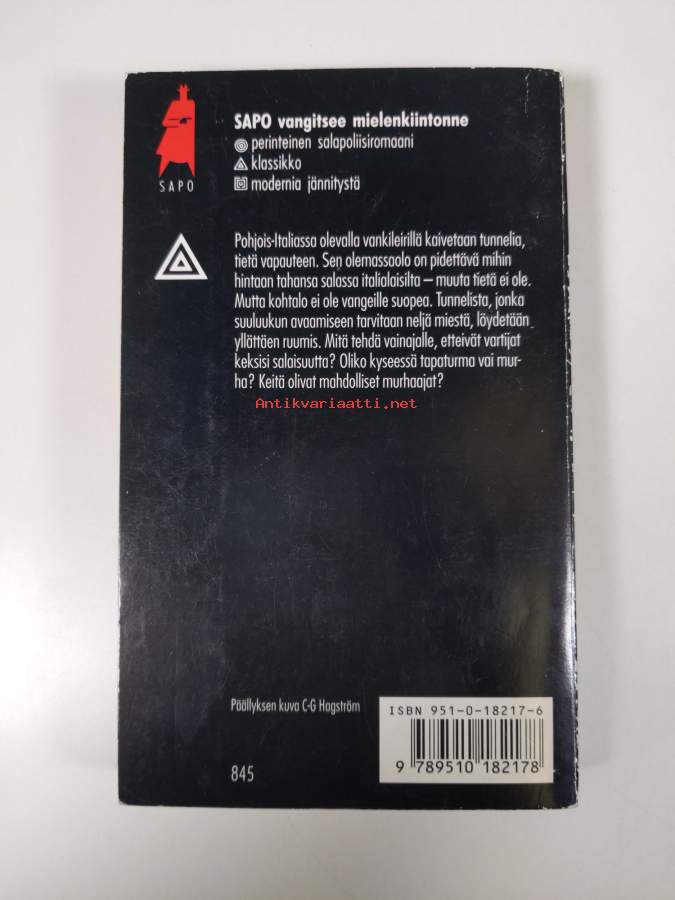 SAPO vangitsee mielenkiintonne
perinteinen salapoliisiromaani
klassikko
modernia jännitystä
SAPO
Pohjois-Italiassa olevalla vankileirillä kaivetaan tunnelia,
tietä vapauteen. Sen olemassaolo on pidettävä mihin
hintaan tahansa salassa italialaisilta – muuta tietä ei ole.
Mutta kohtalo ei ole vangeille suopea. Tunnelista, jonka
suuluukun avaamiseen tarvitaan neljä miestä, löydetään
yllättäen ruumis. Mitä tehdä vainajalle, etteivät vartijat
keksisi salaisuutta? Oliko kyseessä tapaturma vai mur-
ha? Keitä olivat mahdolliset murhaajat?
Antikvariaatti.net
Päällyksen kuva C-G Hagström
ISBN 951-0-18217-6
9 789510 182178
845